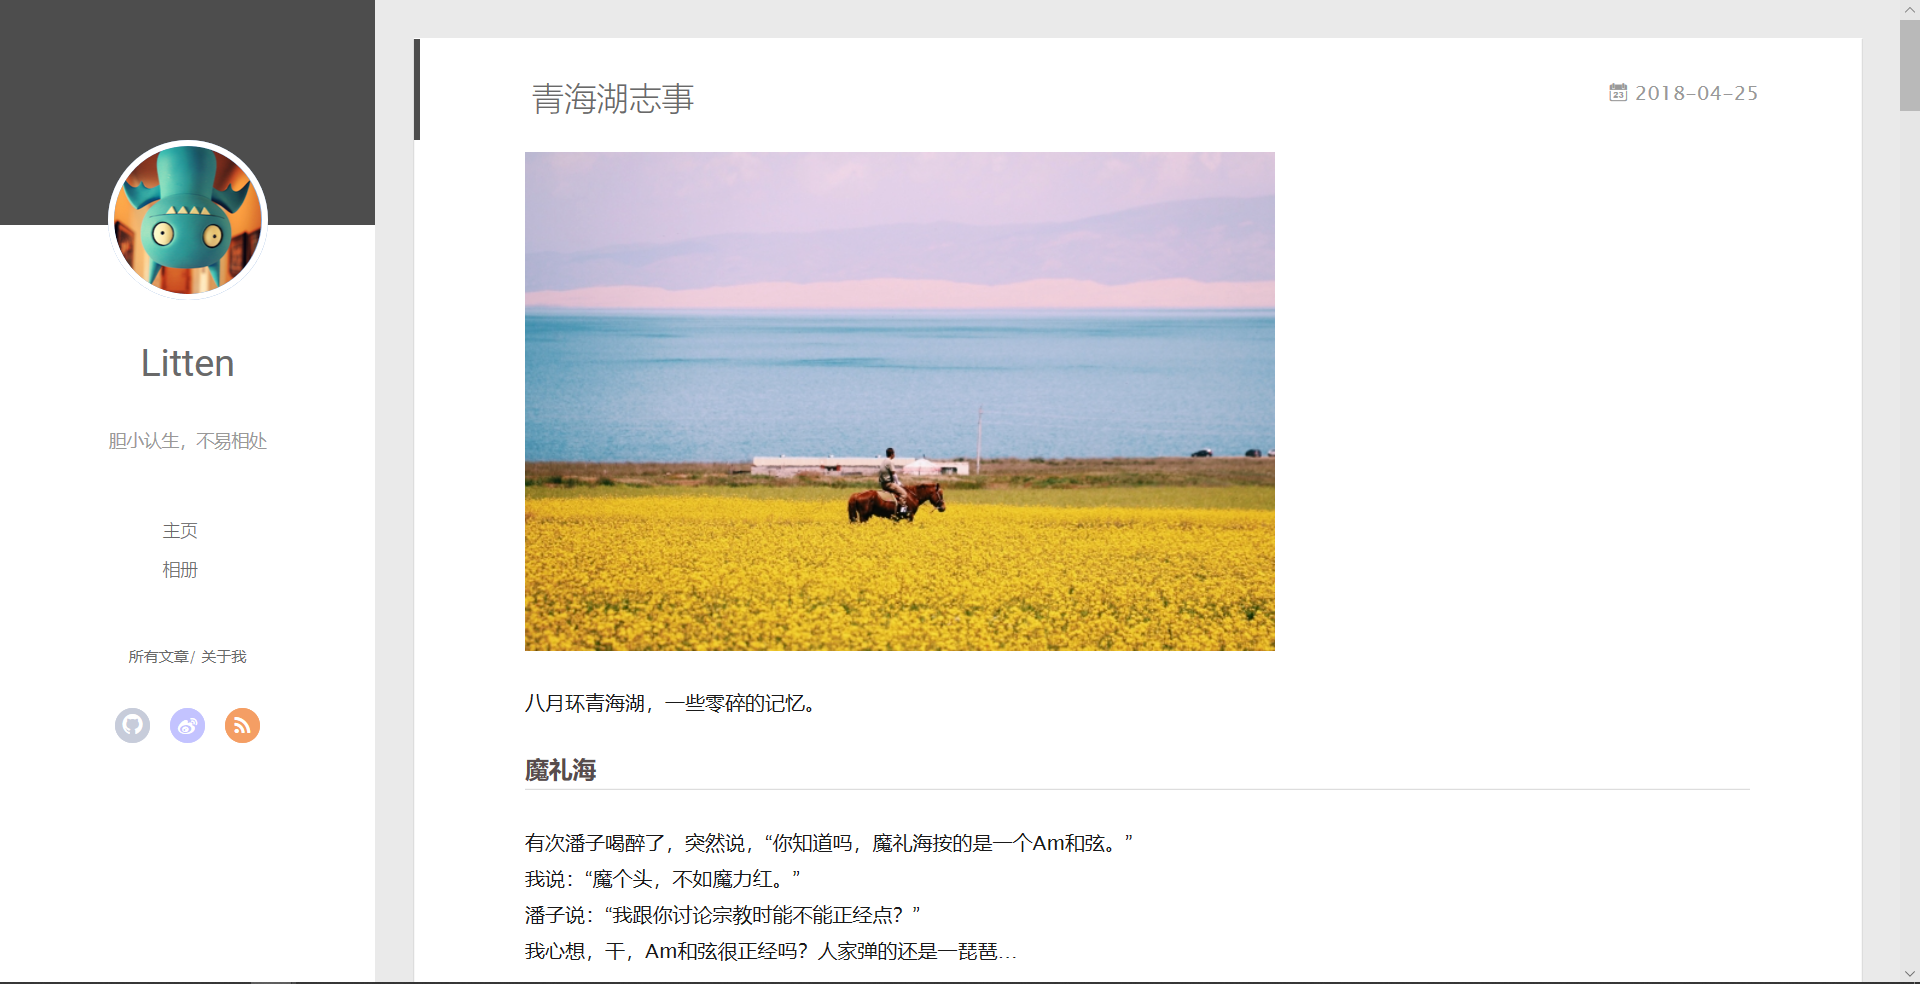 Litten
胆小认生，不易相处
主页
相册
所有文章/ 关于我
青海湖志事
23
2018-04-25
八月环青海湖，一些零碎的记忆。
魔礼海
有次潘子喝醉了，突然说，“你知道吗，魔礼海按的是一个Am和弦。”
我说：“魔个头，不如魔力红。”
潘子说：“我跟你讨论宗教时能不能正经点？”
我心想，干，Am和弦很正经吗？人家弹的还是一琵琶…